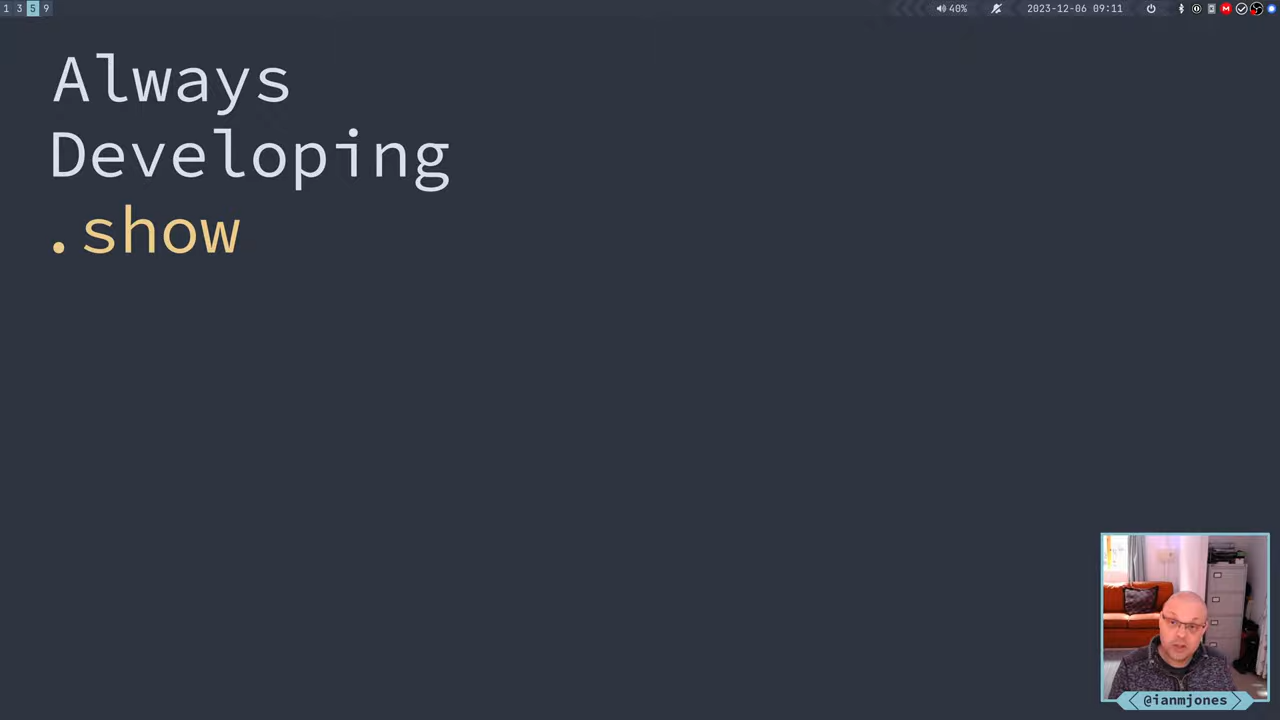 1 3 5 9
40%
2023-12-06 09:11
Always
Developing
.show
@ianmjones